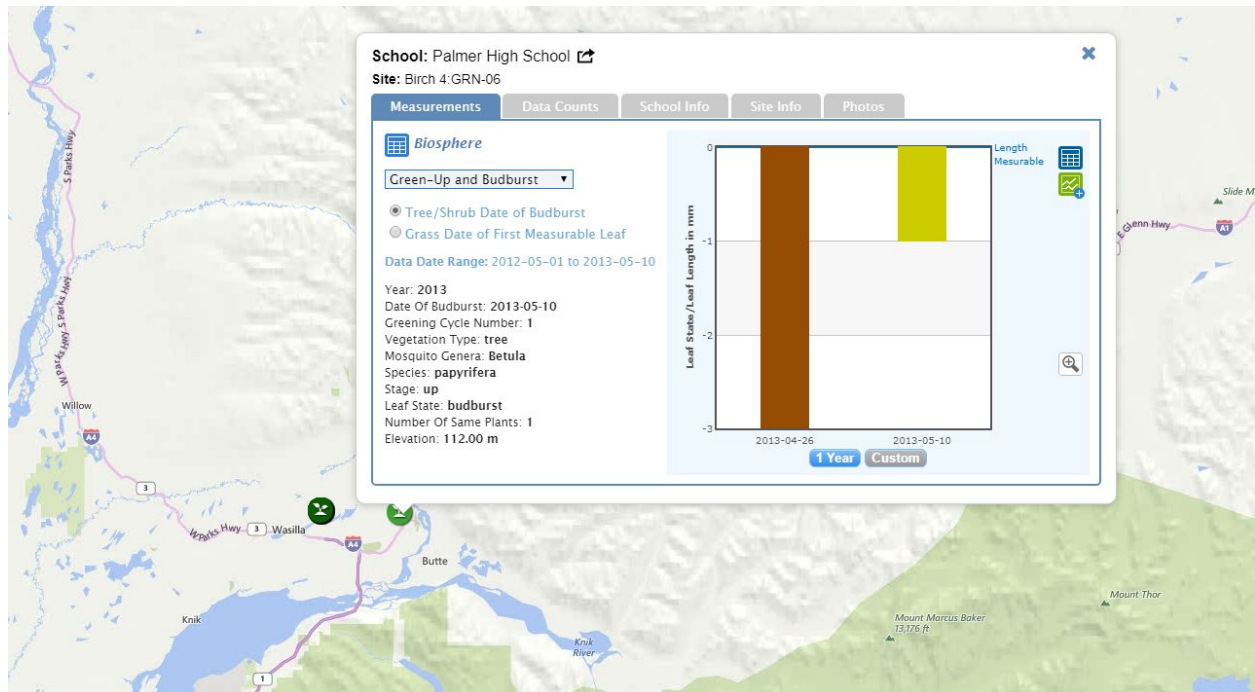 School: Palmer High School
Site: Birch 4:GRN-06
Measurements Data Counts School Info Site Info Photos
Biosphere
Green-Up and Budburst
Tree/Shrub Date of Budburst
Grass Date of First Measurable Leaf
Data Date Range: 2012-05-01 to 2013-05-10
Year: 2013
Date Of Budburst: 2013-05-10
Greening Cycle Number: 1
Vegetation Type: tree
Mosquito Genera: Betula
Species: papyrifera
Stage: up
Leaf State: budburst
Number Of Same Plants: 1
Elevation: 112.00 m
Leaf State/Leaf Length in mm
0
-1
-2
-3
Length
Mesurable
2013-04-26 2013-05-10
1 Year Custom
S Parks Hwy
W Parks Hwy S Parks Hwy
Willow
A4
3
W Parks Hwy 3 Wasilla
A4
Butte
Knik
Knik
River
1
Slide M
E Glenn Hwy A1
Mount Thor
Mount Marcus Baker
13,176 ft